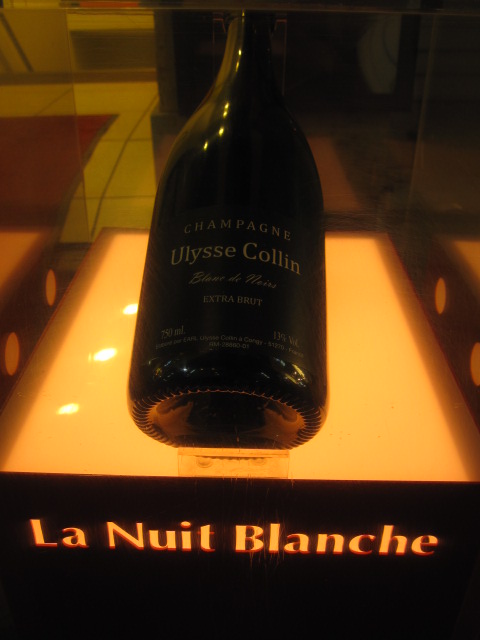 CHAMPAGNE
Ulysse Collin
Blanc de Noirs
EXTRA BRUT
750 ml. 13% Vol.
La Nuit Blanche